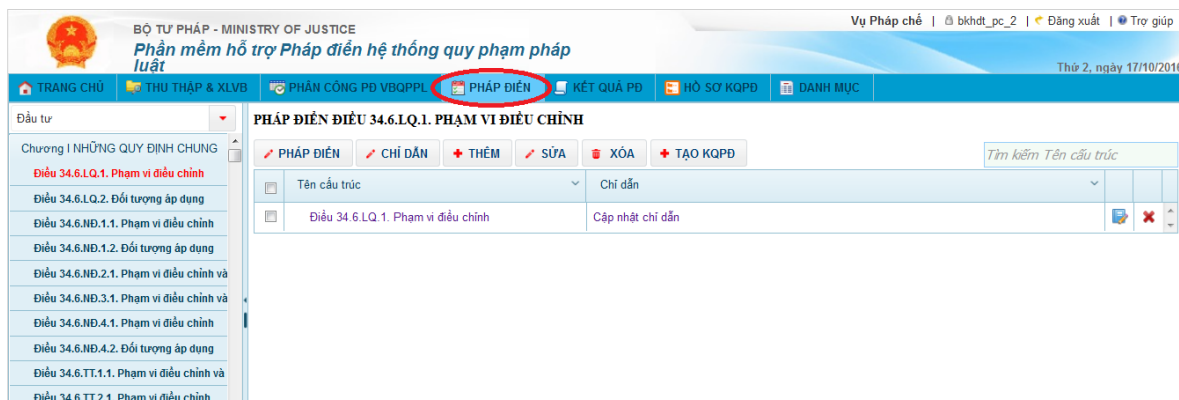 BỘ TƯ PHÁP - MINISTRY OF JUSTICE
Phần mềm hỗ trợ Pháp điển hệ thống quy phạm pháp
luật
Vụ Pháp chế | bkhdt_pc_2 | Đăng xuất | Trợ giúp
Thứ 2, ngày 17/10/2016
TRANG CHỦ THU THẬP & XLVB PHÂN CÔNG PĐ VBQPPL PHÁP ĐIỂN KẾT QUẢ PĐ HỒ SƠ KQPĐ DANH MỤC
Đầu tư
Chương I NHỮNG QUY ĐỊNH CHUNG
Điều 34.6.LQ.1. Phạm vi điều chỉnh
Điều 34.6.LQ.2. Đối tượng áp dụng
Điều 34.6.NĐ.1.1. Phạm vi điều chỉnh
Điều 34.6.NĐ.1.2. Đối tượng áp dụng
Điều 34.6.NĐ.2.1. Phạm vi điều chỉnh và
Điều 34.6.NĐ.3.1. Phạm vi điều chỉnh và
Điều 34.6.NĐ.4.1. Phạm vi điều chỉnh
Điều 34.6.NĐ.4.2. Đối tượng áp dụng
Điều 34.6.TT.1.1. Phạm vi điều chỉnh và
Điều 34.6.TT.2.1. Phạm vi điều chỉnh
PHÁP ĐIỂN ĐIỀU 34.6.LQ.1. PHẠM VI ĐIỀU CHỈNH
PHÁP ĐIỂN CHỈ DẪN THÊM SỬA XÓA TẠO KQPĐ
Tìm kiếm Tên cấu trúc
Tên cấu trúc Chỉ dẫn
Điều 34.6.LQ.1. Phạm vi điều chỉnh Cập nhật chỉ dẫn